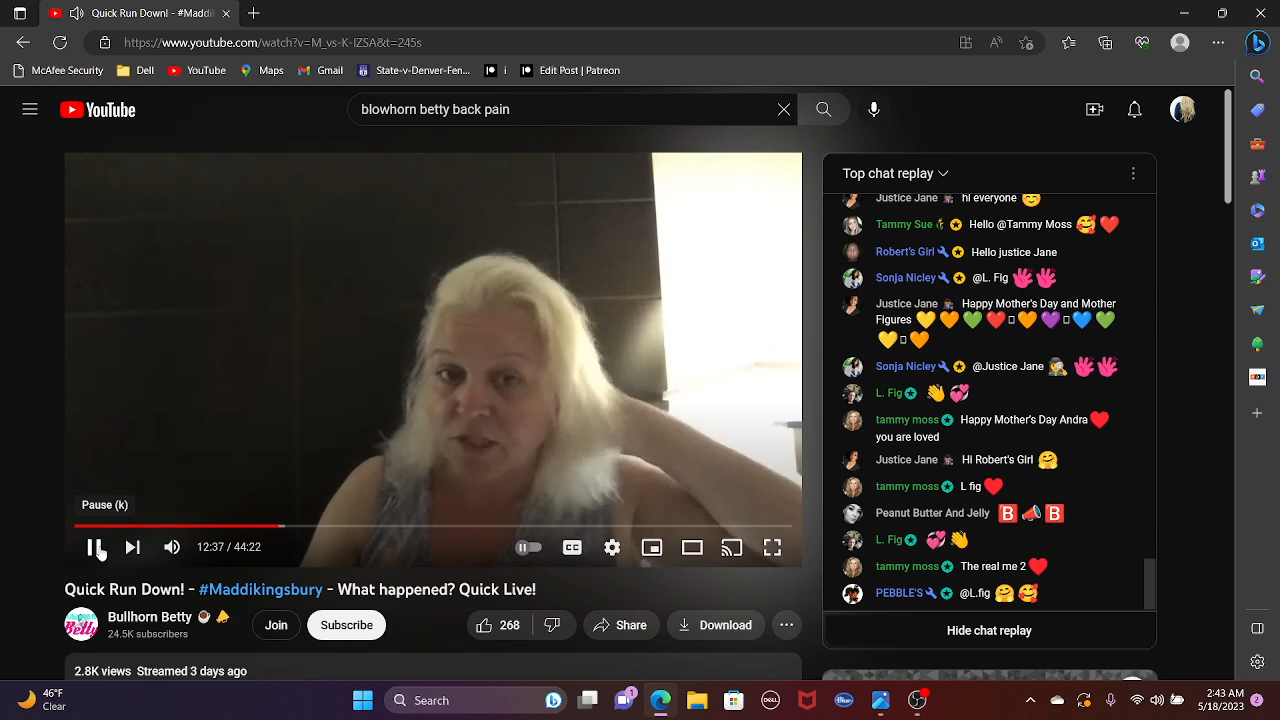 Quick Run Down! - #Maddi
https://www.youtube.com/watch?v=M_vs-K-IZSA&t=245s
McAfee Security Dell YouTube Maps Gmail State-v-Denver-Fen... i Edit Post | Patreon
YouTube
blowhorn betty back pain
Pause (k)
12:37 / 44:22
Quick Run Down! - #Maddikingsbury - What happened? Quick Live!
Bullhorn Betty
24.5K subscribers
Join Subscribe 268 Share Download
2.8K views Streamed 3 days ago
Top chat replay
Justice Jane hi everyone
Tammy Sue Hello @Tammy Moss
Robert's Girl Hello justice Jane
Sonja Nicley @L. Fig
Justice Jane Happy Mother's Day and Mother
Figures
Sonja Nicley @Justice Jane
L. Fig
tammy moss Happy Mother's Day Andra
you are loved
Justice Jane HI Robert's Girl
tammy moss L fig
Peanut Butter And Jelly B B
L. Fig
tammy moss The real me 2
PEBBLE'S @L.fig
Hide chat replay
46°F
Clear
Search
DELL
1
2:43 AM
5/18/2023
2